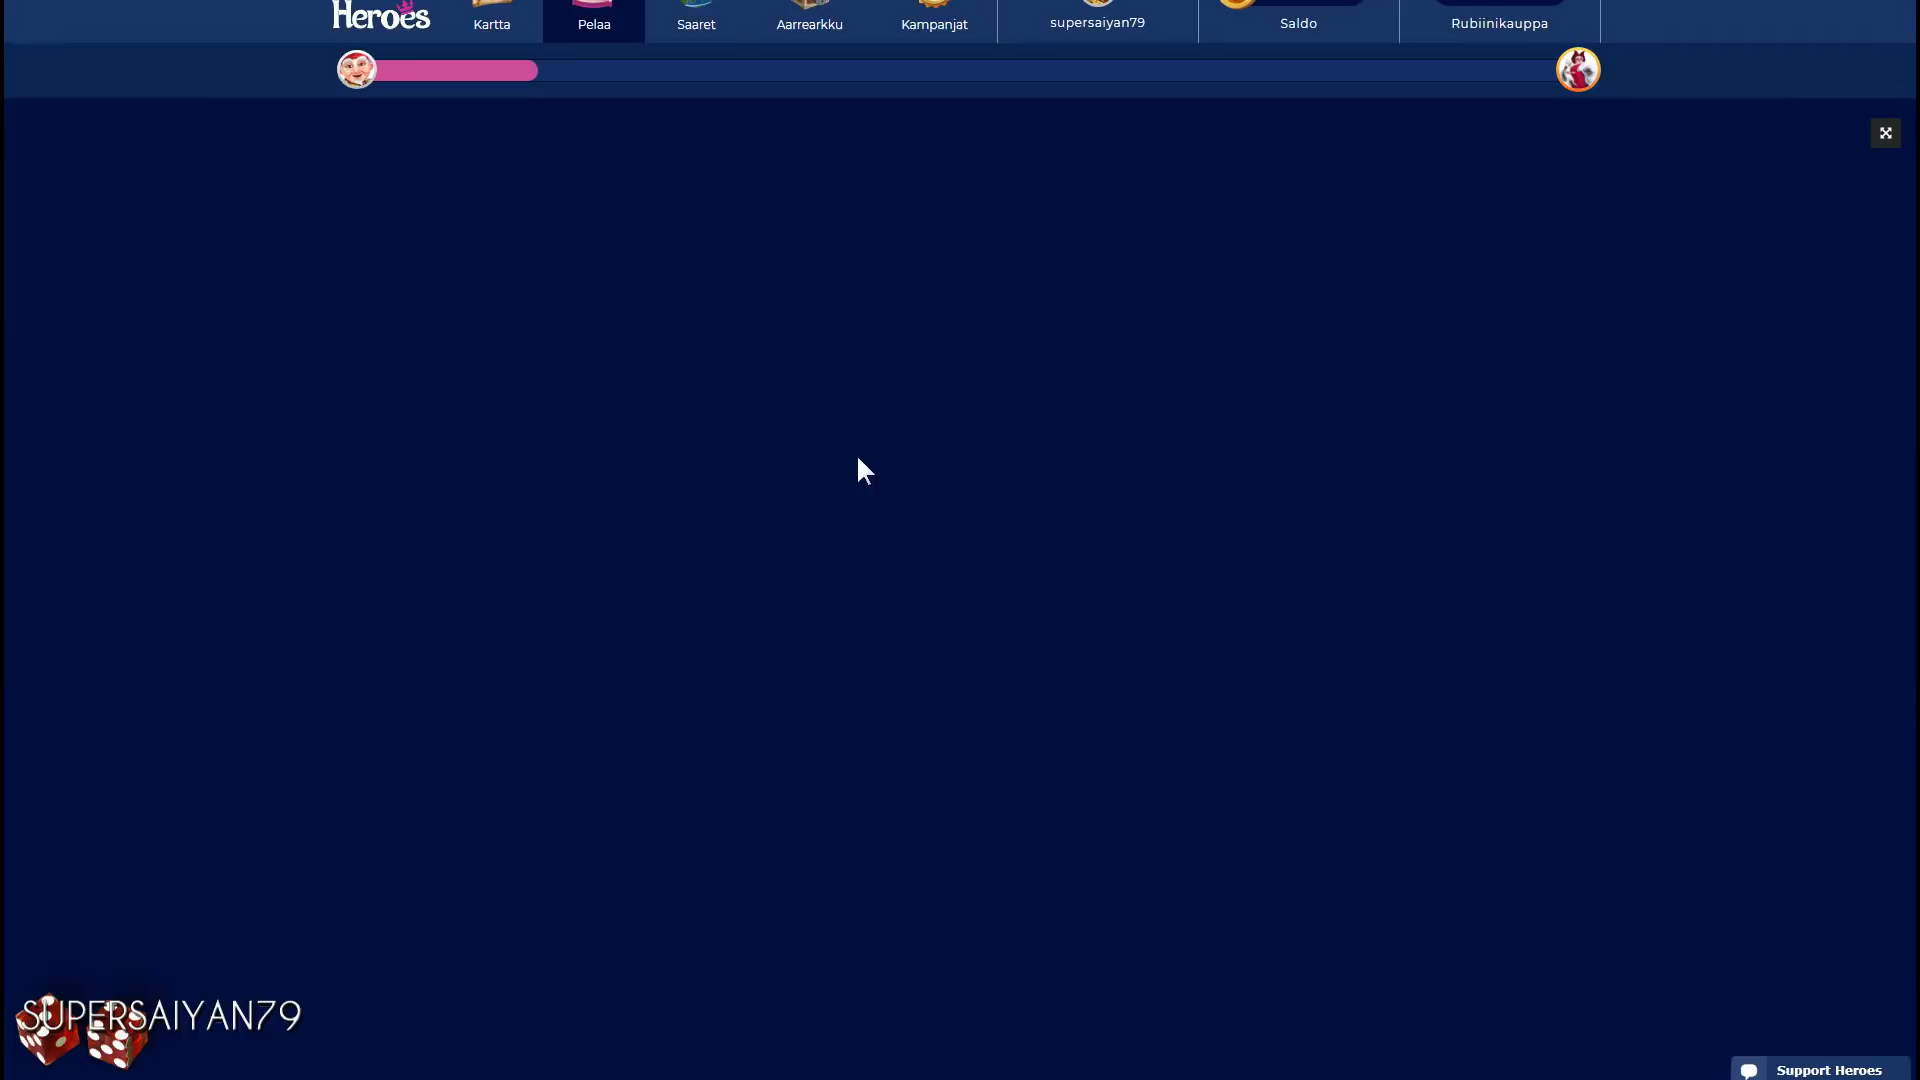 Heroes
Kartta
Pelaa
Saaret
Aarrearkku
Kampanjat
supersaiyan79
Saldo
Rubiinikauppa
SUPERSAIYAN79
Support Heroes